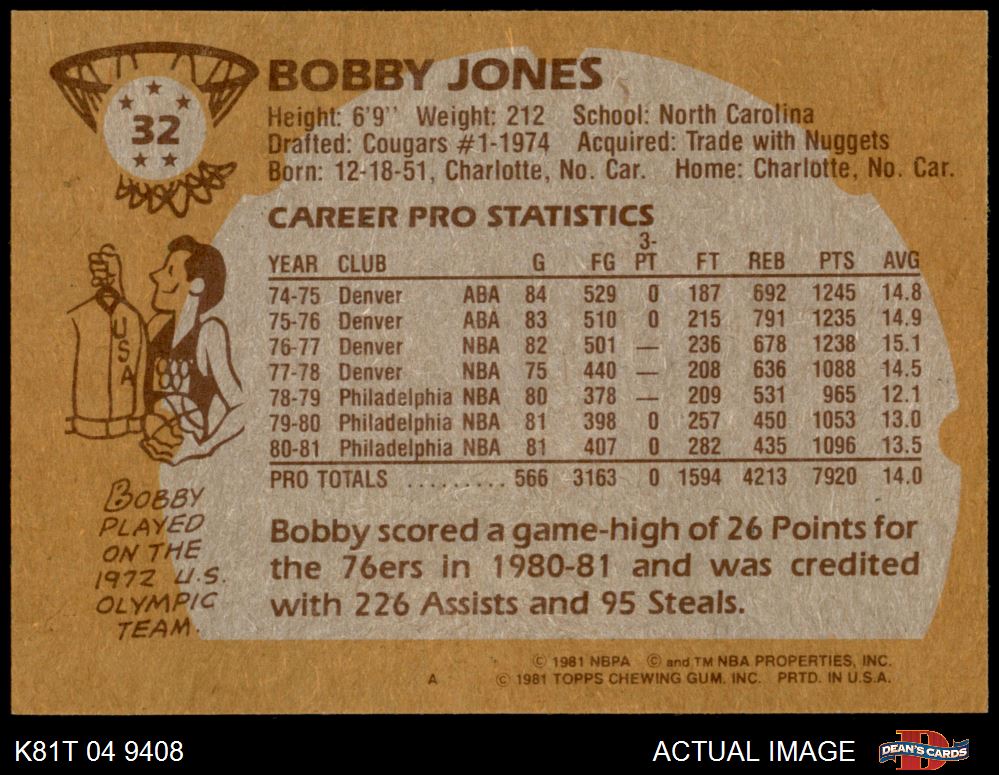 32
BOBBY JONES
Height: 6'9'' Weight: 212 School: North Carolina
Drafted: Cougars #1-1974 Acquired: Trade with Nuggets
Born: 12-18-51, Charlotte, No. Car. Home: Charlotte, No. Car.
CAREER PRO STATISTICS
YEAR CLUB G FG 3-PT FT REB PTS AVG
74-75 Denver ABA 84 529 0 187 692 1245 14.8
75-76 Denver ABA 83 510 0 215 791 1235 14.9
76-77 Denver NBA 82 501 — 236 678 1238 15.1
77-78 Denver NBA 75 440 — 208 636 1088 14.5
78-79 Philadelphia NBA 80 378 — 209 531 965 12.1
79-80 Philadelphia NBA 81 398 0 257 450 1053 13.0
80-81 Philadelphia NBA 81 407 0 282 435 1096 13.5
PRO TOTALS ......... 566 3163 0 1594 4213 7920 14.0
USA
BOBBY
PLAYED
ON THE
1972 U.S.
OLYMPIC
TEAM.
Bobby scored a game-high of 26 Points for
the 76ers in 1980-81 and was credited
with 226 Assists and 95 Steals.
© 1981 NBPA © and TM NBA PROPERTIES, INC.
A © 1981 TOPPS CHEWING GUM. INC. PRTD. IN U.S.A.
K81T 04 9408 ACTUAL IMAGE D DEAN'S CARDS